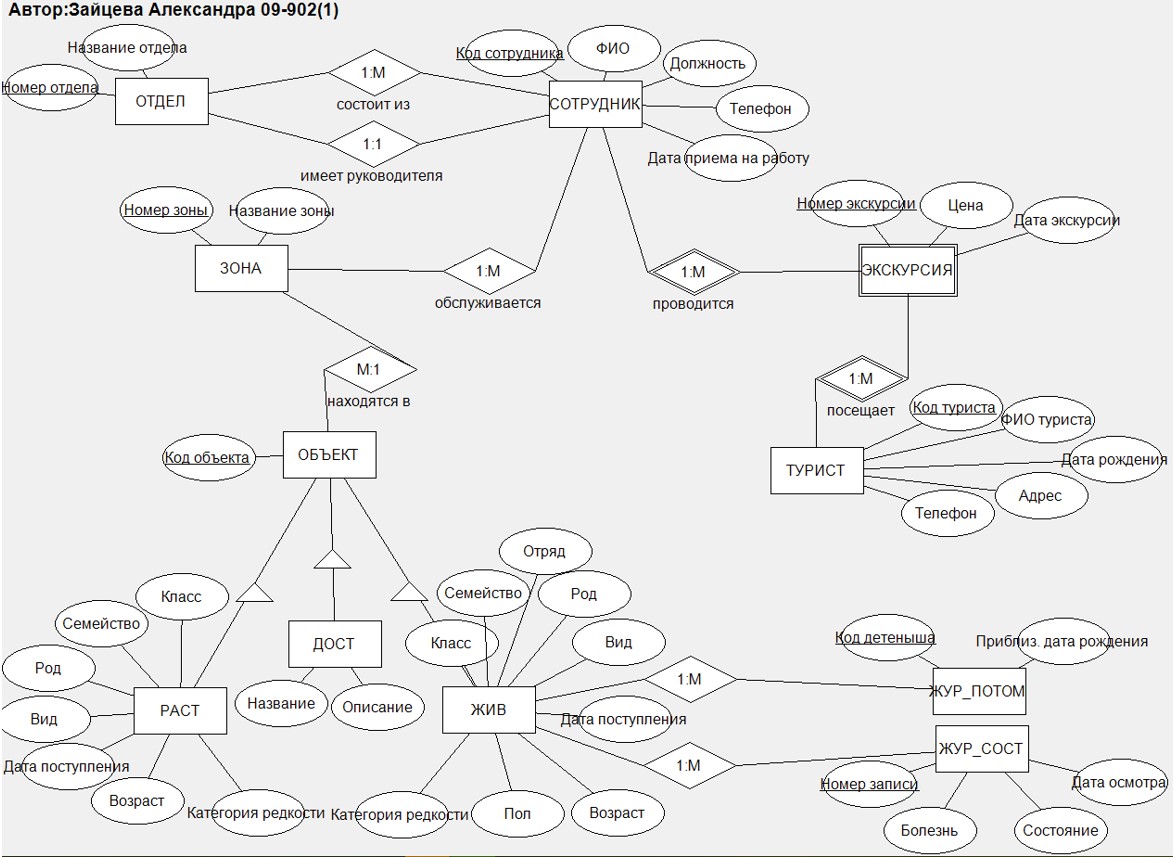 Автор:Зайцева Александра 09-902(1)
Название отдела
Номер отдела
ОТДЕЛ
1:М
состоит из
1:1
имеет руководителя
Код сотрудника
ФИО
Должность
СОТРУДНИК
Телефон
Дата приема на работу
Номер зоны
Название зоны
ЗОНА
1:М
обслуживается
1:М
проводится
Номер экскурсии
Цена
Дата экскурсии
ЭКСКУРСИЯ
М:1
находятся в
1:М
посещает
Код туриста
ФИО туриста
Дата рождения
Адрес
Телефон
ТУРИСТ
Код объекта
ОБЪЕКТ
Класс
Семейство
Род
Вид
Дата поступления
Возраст
Категория редкости
РАСТ
ДОСТ
Название
Описание
Отряд
Семейство
Род
Класс
Вид
ЖИВ
Дата поступления
Категория редкости
Пол
Возраст
1:М
1:М
Код детеныша
Приблиз. дата рождения
ЖУР_ПОТОМ
ЖУР_СОСТ
Номер записи
Дата осмотра
Болезнь
Состояние